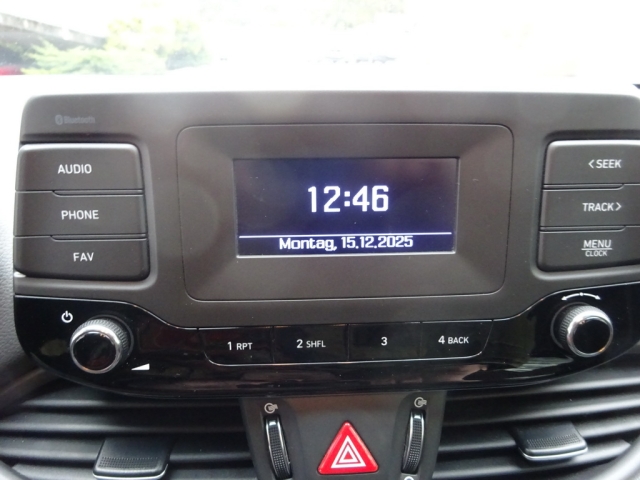 Bluetooth
AUDIO
PHONE
FAV
12:46
Montag, 15.12.2025
< SEEK
TRACK >
MENU
CLOCK
1 RPT
2 SHFL
3
4 BACK